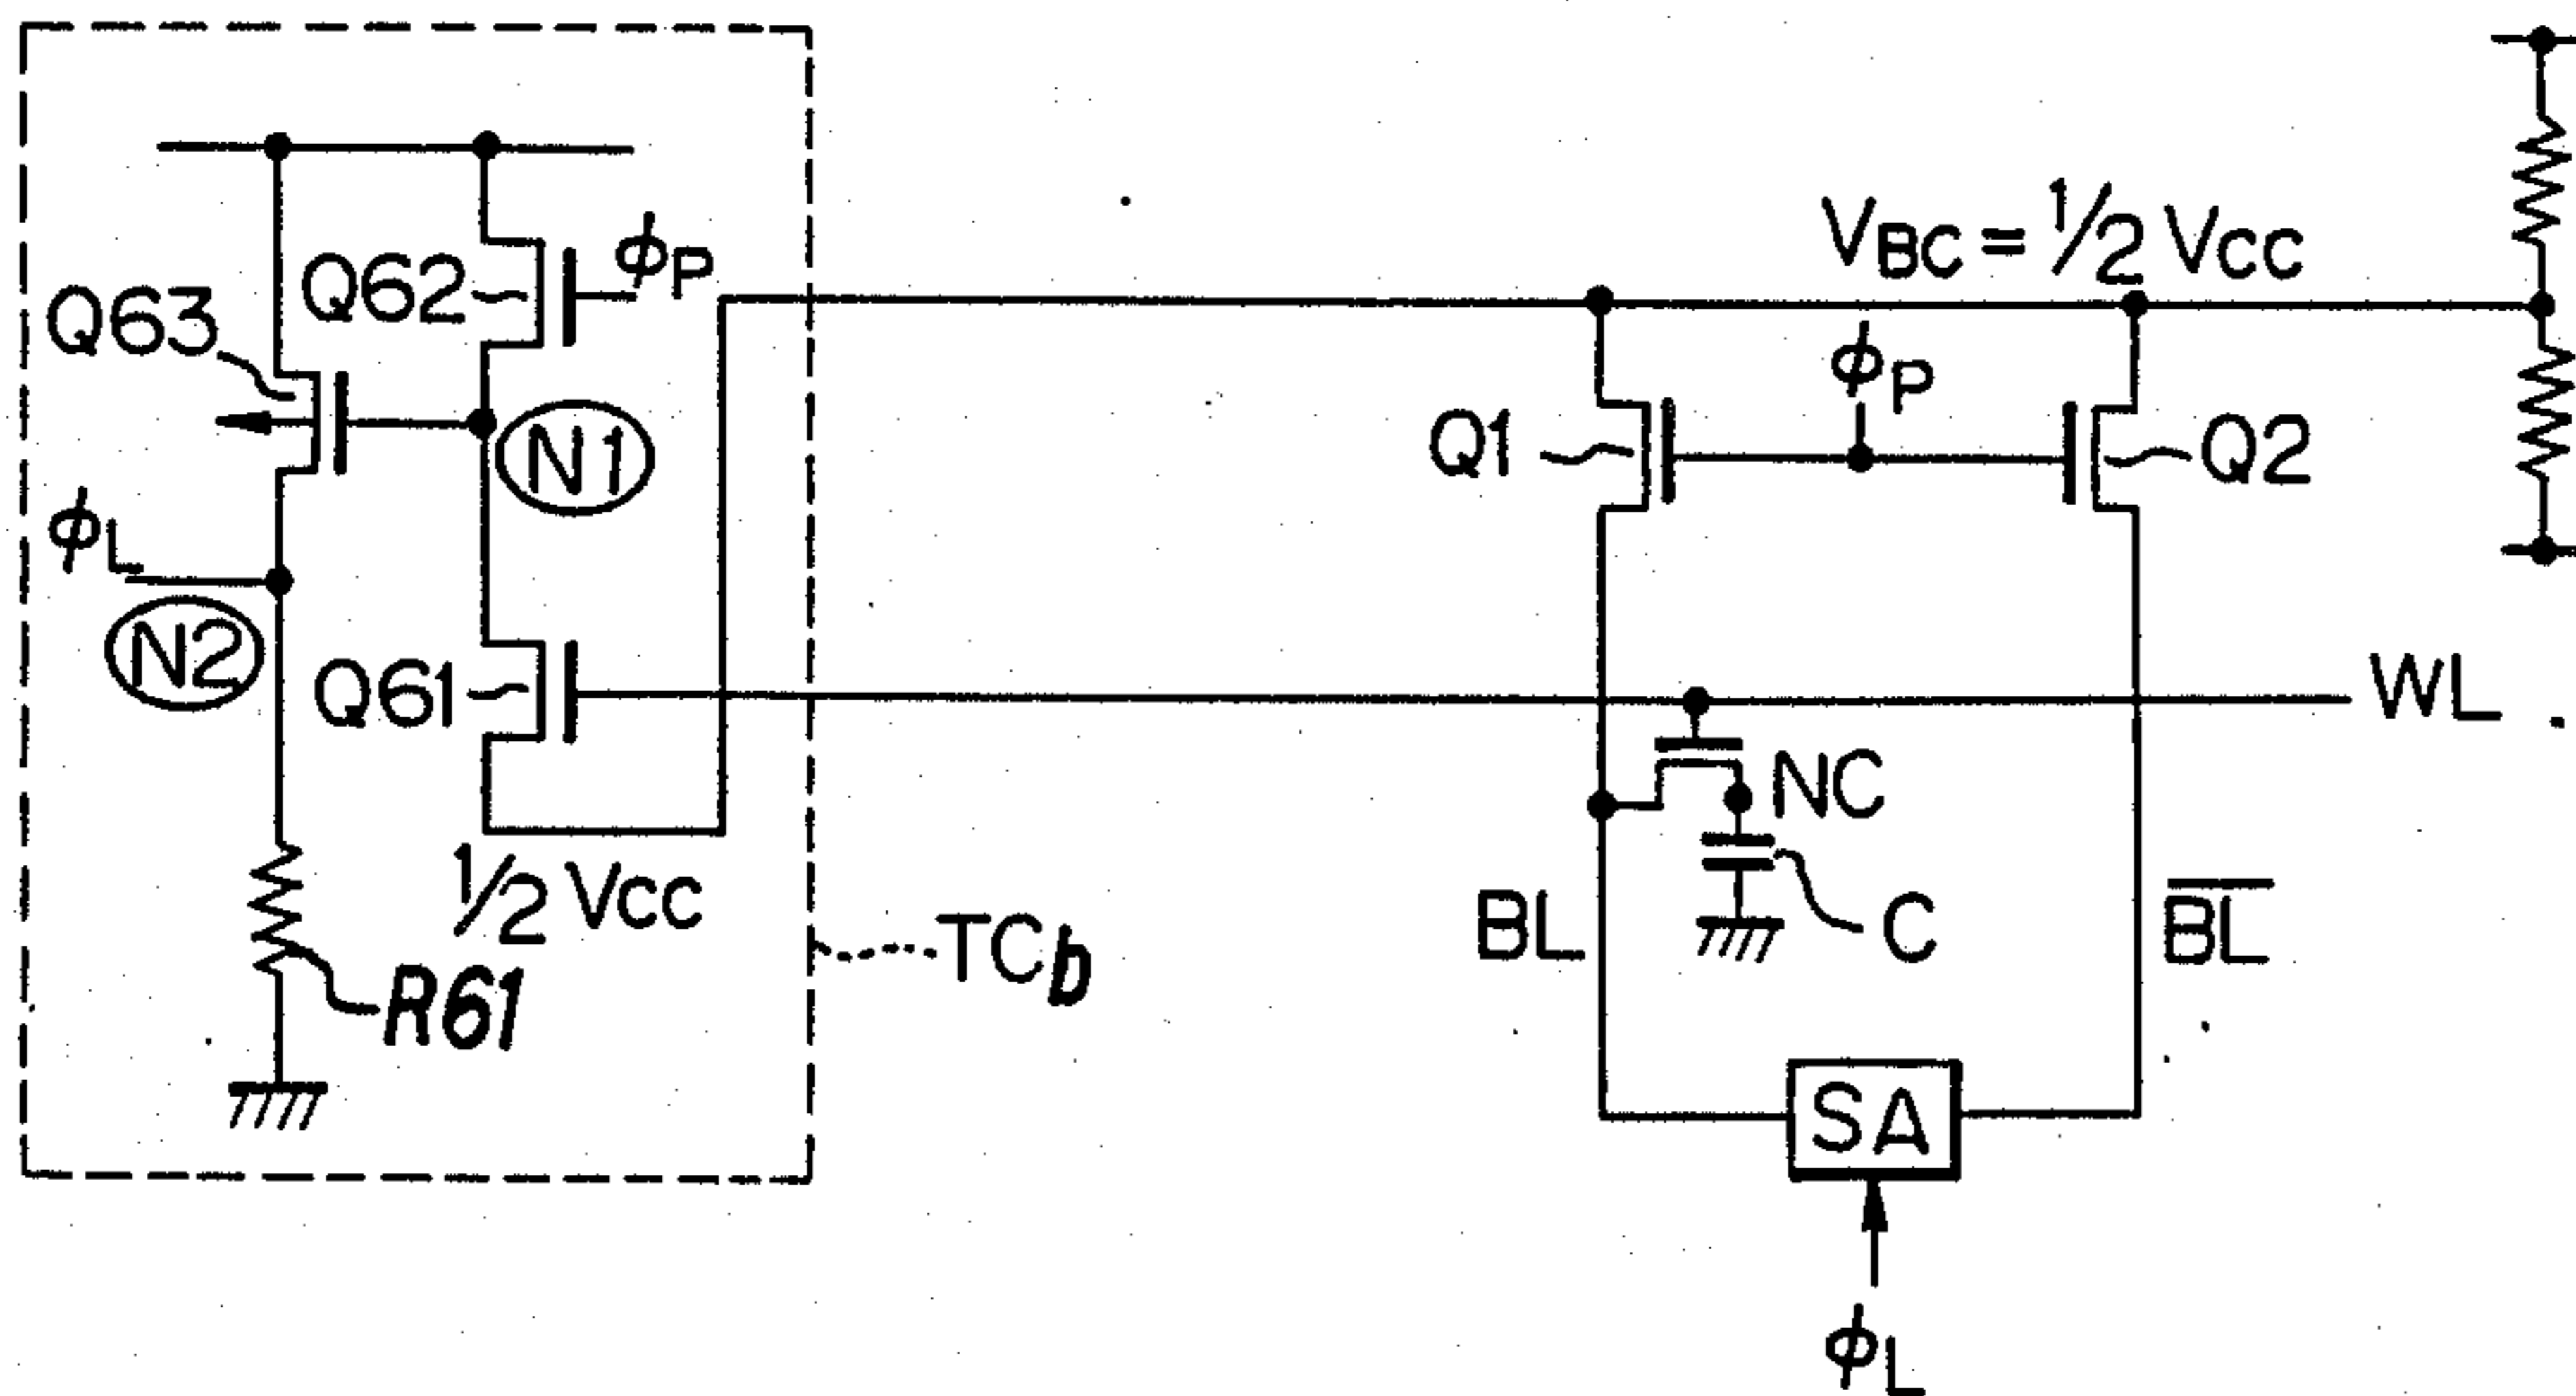 Q62
ϕP
Q63
N1
ϕL
N2
Q61
½ VCC
R61
TCb
VBC = ½ VCC
ϕP
Q1
Q2
WL
NC
C
BL
B̅L̅
SA
ϕL